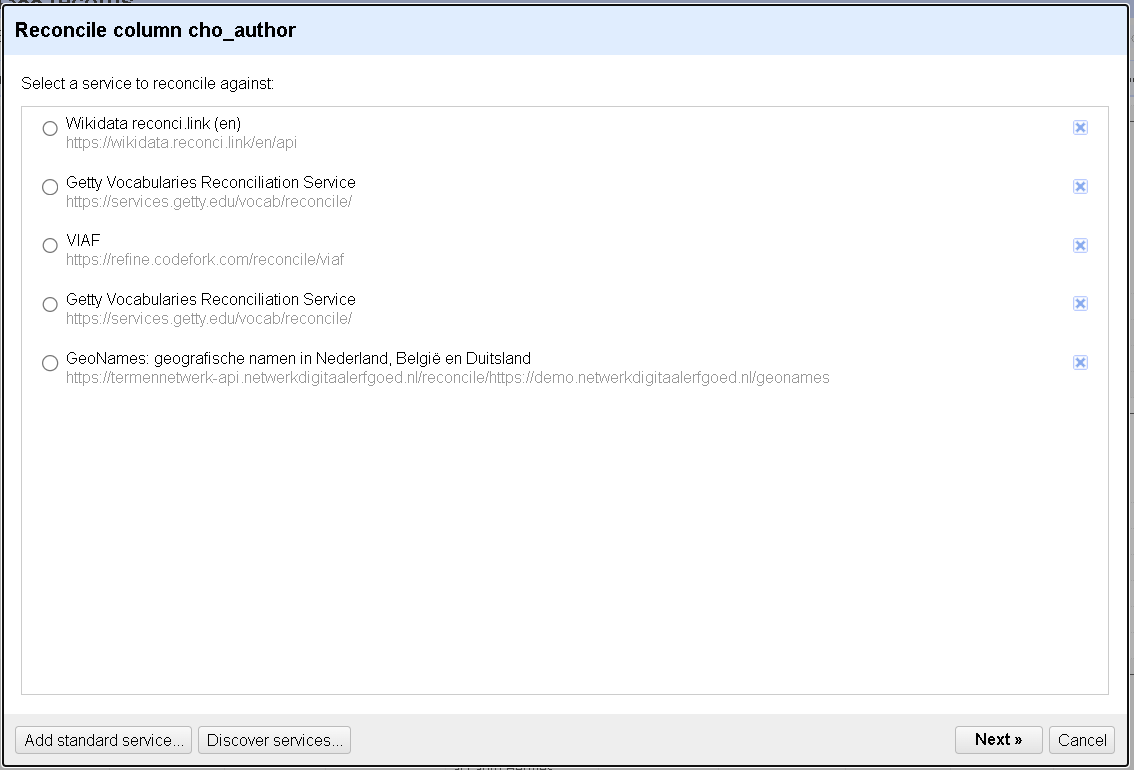 Reconcile column cho_author
Select a service to reconcile against:
Wikidata reconci.link (en)
https://wikidata.reconci.link/en/api
Getty Vocabularies Reconciliation Service
https://services.getty.edu/vocab/reconcile/
VIAF
https://refine.codefork.com/reconcile/viaf
Getty Vocabularies Reconciliation Service
https://services.getty.edu/vocab/reconcile/
GeoNames: geografische namen in Nederland, België en Duitsland
https://termennetwerk-api.netwerkdigitaalerfgoed.nl/reconcile/https://demo.netwerkdigitaalerfgoed.nl/geonames
Add standard service... Discover services... Next » Cancel